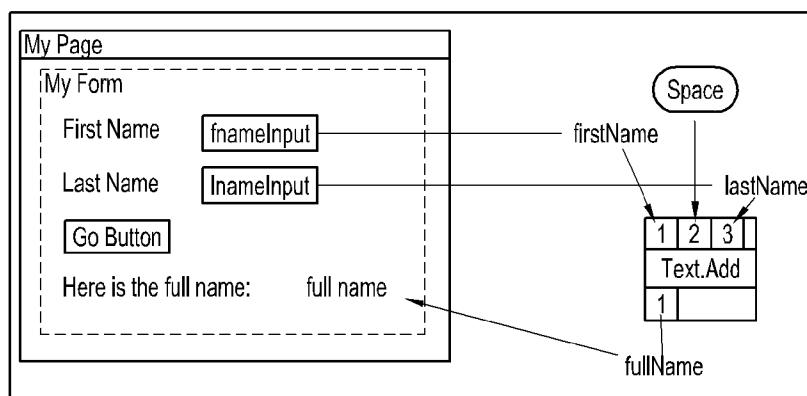 My Page
My Form
Space
First Name fnameInput firstName
Last Name lnameInput lastName
Go Button
1 2 3
Text.Add
Here is the full name: full name
1
fullName